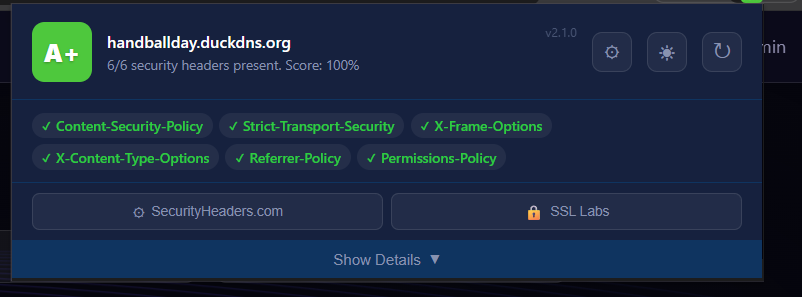 A+
handballday.duckdns.org
v2.1.0
6/6 security headers present. Score: 100%
min
✓ Content-Security-Policy ✓ Strict-Transport-Security ✓ X-Frame-Options
✓ X-Content-Type-Options ✓ Referrer-Policy ✓ Permissions-Policy
SecurityHeaders.com SSL Labs
Show Details ▼